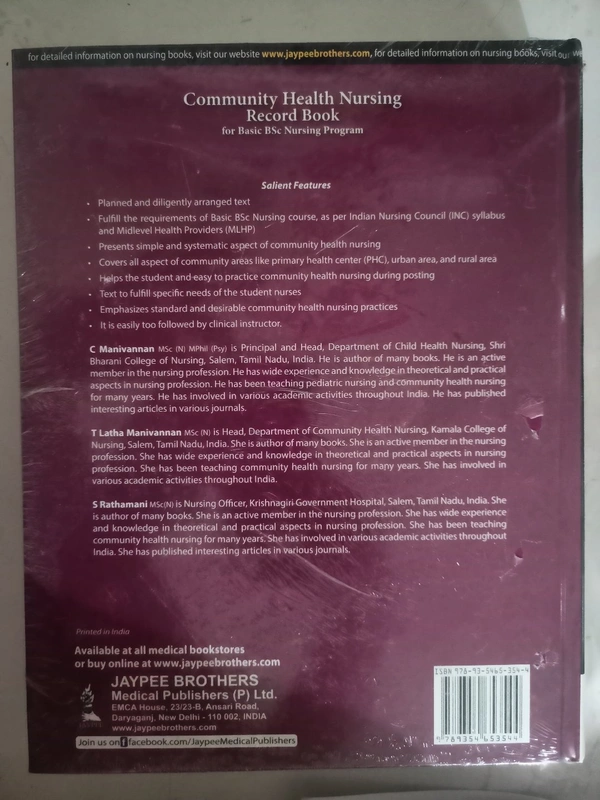 for detailed information on nursing books, visit our website www.jaypeebrothers.com, for detailed information on nursing books, visit our
Community Health Nursing
Record Book
for Basic BSc Nursing Program
Salient Features
• Planned and diligently arranged text
• Fulfill the requirements of Basic BSc Nursing course, as per Indian Nursing Council (INC) syllabus
and Midlevel Health Providers (MLHP)
• Presents simple and systematic aspect of community health nursing
• Covers all aspect of community areas like primary health center (PHC), urban area, and rural area
• Helps the student and easy to practice community health nursing during posting
• Text to fulfill specific needs of the student nurses
• Emphasizes standard and desirable community health nursing practices
• It is easily too followed by clinical instructor.
C Manivannan MSc (N) MPhil (Psy) is Principal and Head, Department of Child Health Nursing, Shri
Bharani College of Nursing, Salem, Tamil Nadu, India. He is author of many books. He is an active
member in the nursing profession. He has wide experience and knowledge in theoretical and practical
aspects in nursing profession. He has been teaching pediatric nursing and community health nursing
for many years. He has involved in various academic activities throughout India. He has published
interesting articles in various journals.
T Latha Manivannan MSc (N) is Head, Department of Community Health Nursing, Kamala College of
Nursing, Salem, Tamil Nadu, India. She is author of many books. She is an active member in the nursing
profession. She has wide experience and knowledge in theoretical and practical aspects in nursing
profession. She has been teaching community health nursing for many years. She has involved in
various academic activities throughout India.
S Rathamani MSc(N) is Nursing Officer, Krishnagiri Government Hospital, Salem, Tamil Nadu, India. She
is author of many books. She is an active member in the nursing profession. She has wide experience
and knowledge in theoretical and practical aspects in nursing profession. She has been teaching
community health nursing for many years. She has involved in various academic activities throughout
India. She has published interesting articles in various journals.
Printed in India
Available at all medical bookstores
or buy online at www.jaypeebrothers.com
JAYPEE BROTHERS
Medical Publishers (P) Ltd.
EMCA House, 23/23-B, Ansari Road,
Daryaganj, New Delhi - 110 002, INDIA
www.jaypeebrothers.com
Join us on f facebook.com/JaypeeMedicalPublishers
ISBN 978-93-5465-354-4
9 789354 653544